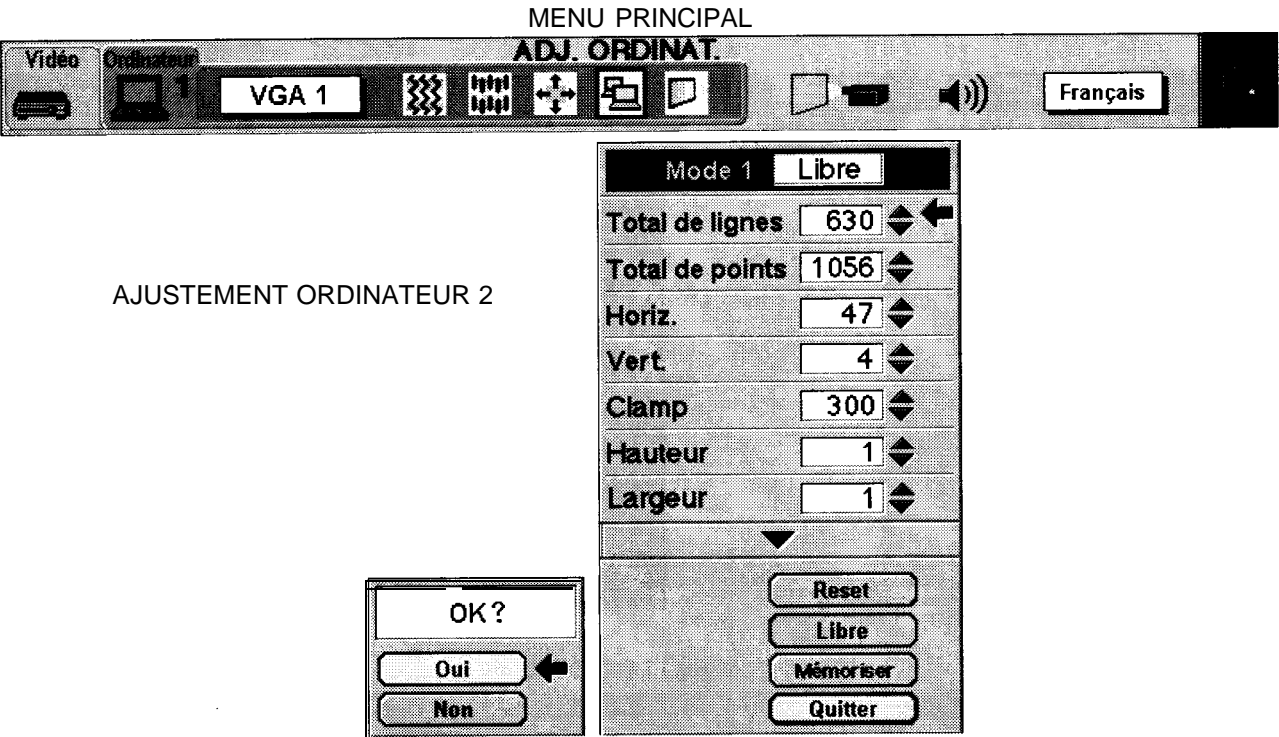 MENU PRINCIPAL
ADJ. ORDINAT.
Vidéo
Ordinateur
1
VGA 1
Français
Mode 1 Libre
Total de lignes 630
Total de points 1056
AJUSTEMENT ORDINATEUR 2
Horiz. 47
Vert. 4
Clamp 300
Hauteur 1
Largeur 1
Reset
OK?
Libre
Oui
Mémoriser
Non
Quitter